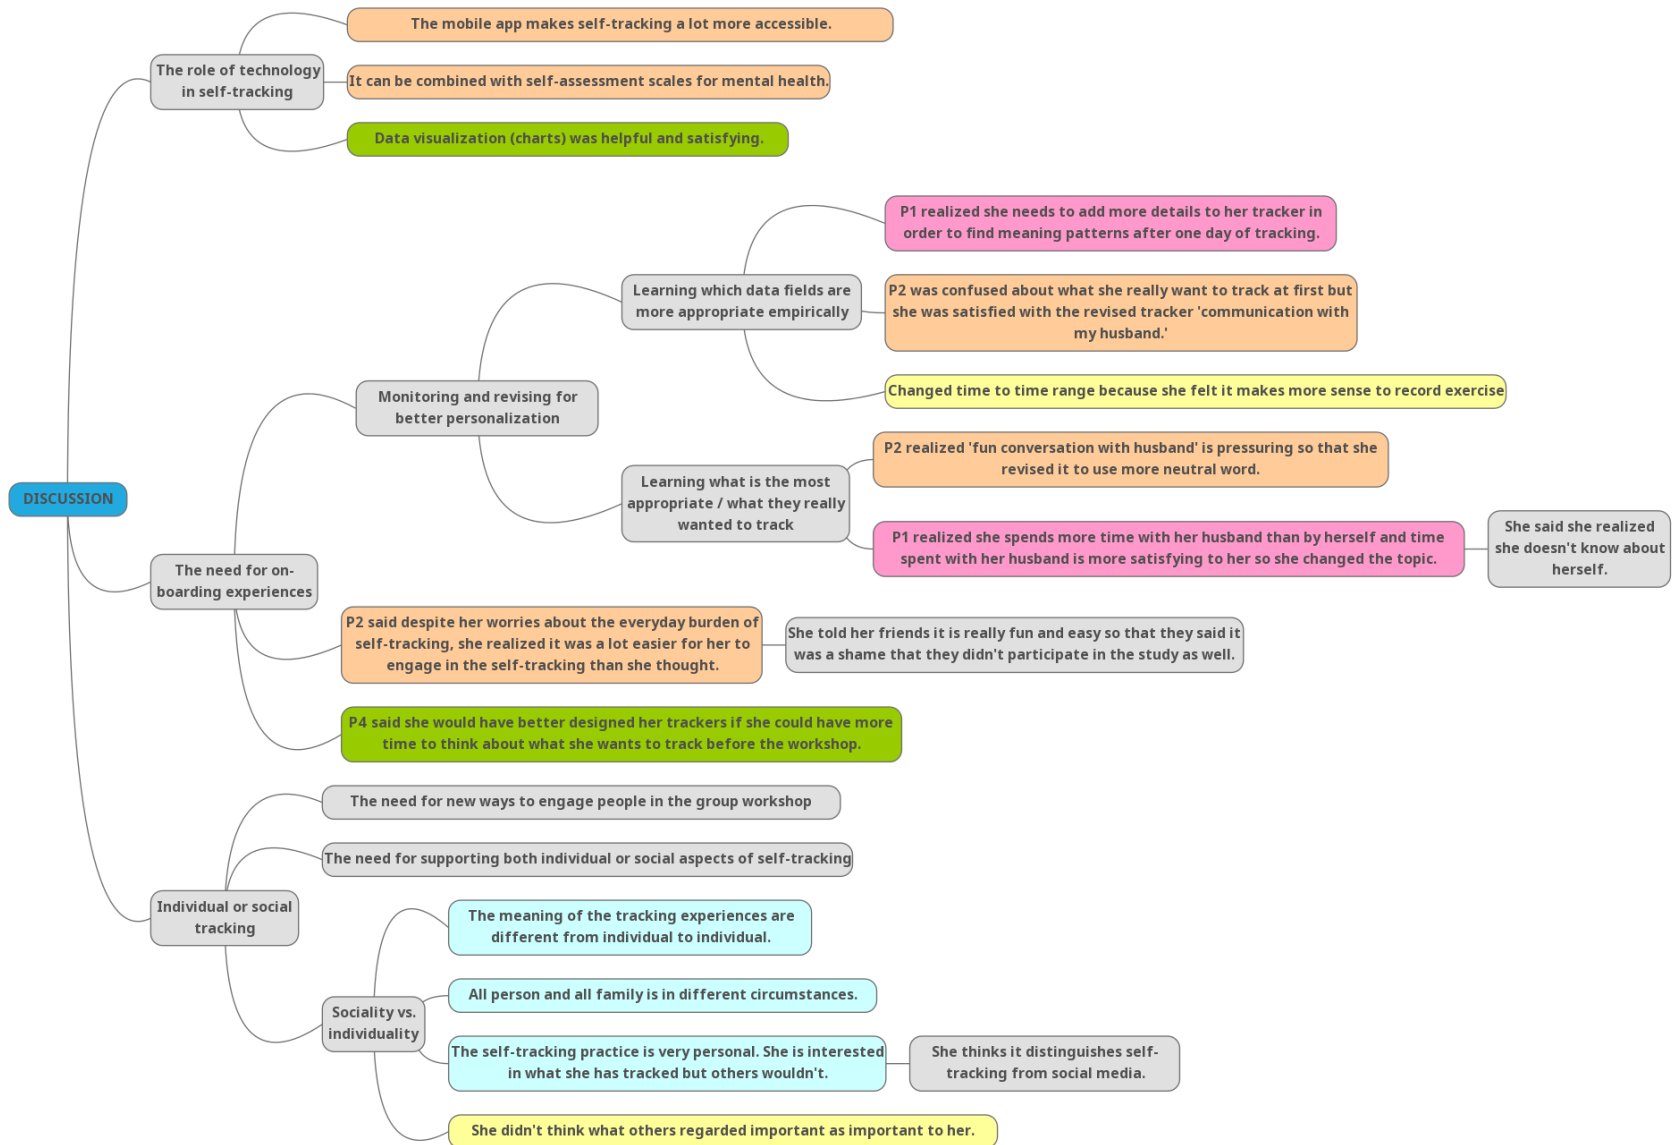 The mobile app makes self-tracking a lot more accessible.
The role of technology
in self-tracking
It can be combined with self-assessment scales for mental health.
Data visualization (charts) was helpful and satisfying.
P1 realized she needs to add more details to her tracker in
order to find meaning patterns after one day of tracking.
Learning which data fields are
more appropriate empirically
P2 was confused about what she really want to track at first but
she was satisfied with the revised tracker 'communication with
my husband.'
Changed time to time range because she felt it makes more sense to record exercise
Monitoring and revising for
better personalization
P2 realized 'fun conversation with husband' is pressuring so that she
revised it to use more neutral word.
Learning what is the most
appropriate / what they really
wanted to track
P1 realized she spends more time with her husband than by herself and time
spent with her husband is more satisfying to her so she changed the topic.
She said she realized
she doesn't know about
herself.
DISCUSSION
The need for on-
boarding experiences
P2 said despite her worries about the everyday burden of
self-tracking, she realized it was a lot easier for her to
engage in the self-tracking than she thought.
She told her friends it is really fun and easy so that they said it
was a shame that they didn't participate in the study as well.
P4 said she would have better designed her trackers if she could have more
time to think about what she wants to track before the workshop.
The need for new ways to engage people in the group workshop
The need for supporting both individual or social aspects of self-tracking
Individual or social
tracking
The meaning of the tracking experiences are
different from individual to individual.
All person and all family is in different circumstances.
Sociality vs.
individuality
The self-tracking practice is very personal. She is interested
in what she has tracked but others wouldn't.
She thinks it distinguishes self-
tracking from social media.
She didn't think what others regarded important as important to her.